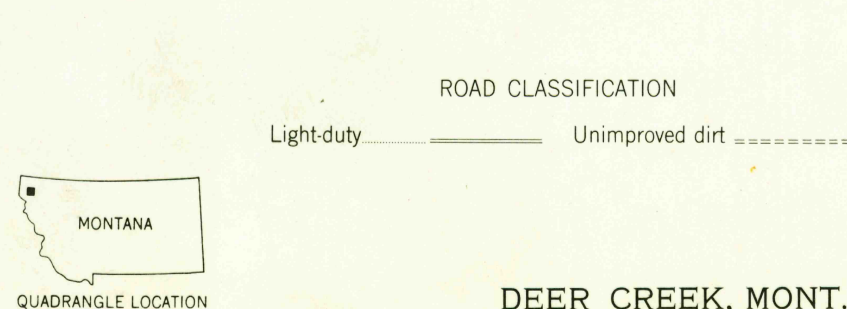 ROAD CLASSIFICATION
Light-duty Unimproved dirt
MONTANA
QUADRANGLE LOCATION
DEER CREEK, MONT.